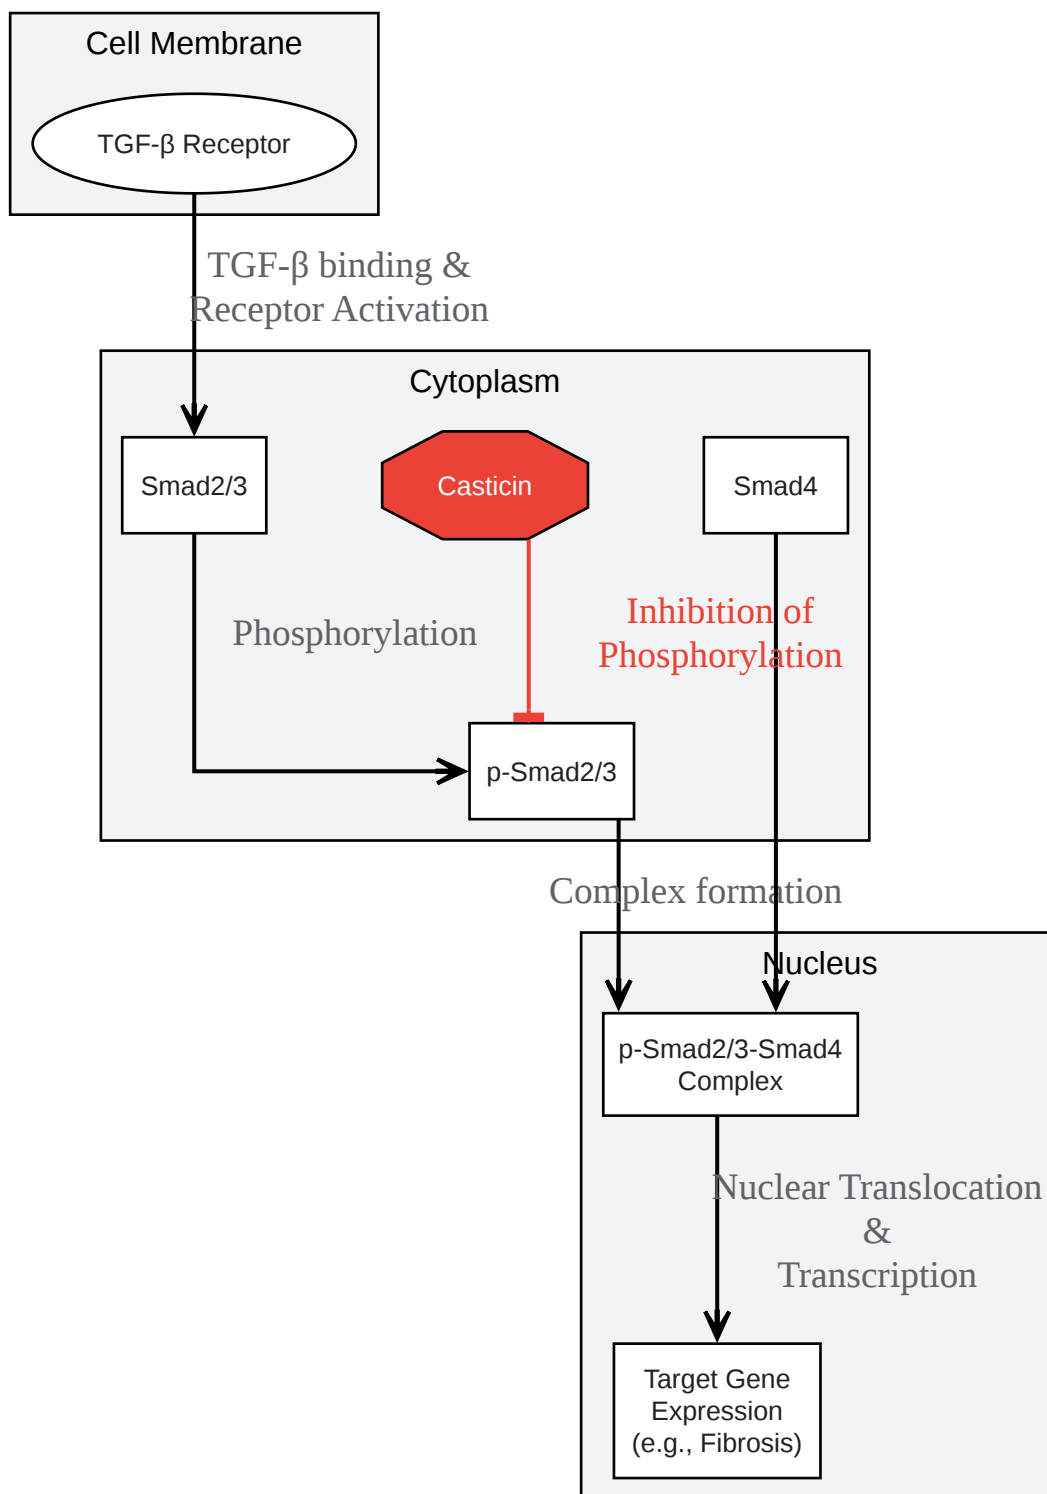 Cell Membrane
TGF-β Receptor
TGF-β binding &
Receptor Activation
Cytoplasm
Smad2/3
Casticin
Smad4
Phosphorylation
Inhibition of
Phosphorylation
p-Smad2/3
Complex formation
Nucleus
p-Smad2/3-Smad4
Complex
Nuclear Translocation
&
Transcription
Target Gene
Expression
(e.g., Fibrosis)